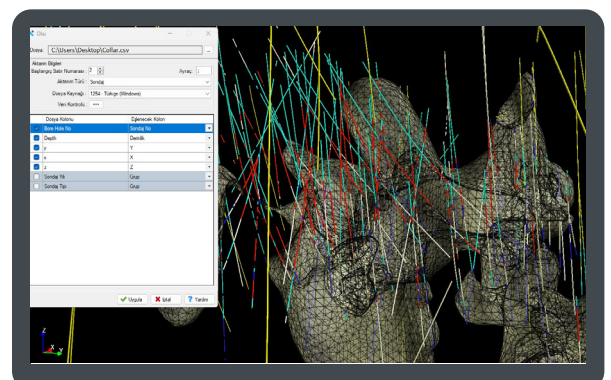 Oku
Dosya: C:\Users\Desktop\Collar.csv ...
Aktarım Bilgileri
Başlangıç Satır Numarası: 2 Ayraç: ;
Aktarım Türü: Sondaj
Dosya Kaynağı: 1254 - Türkçe (Windows)
Veri Kontrolü:
Dosya Kolonu Eşlenecek Kolon
Bore Hole No Sondaj No
Depth Derinlik
y Y
x X
z Z
Sondaj Yılı Grup
Sondaj Tipi Grup
Uygula İptal ? Yardım
Z
X Y